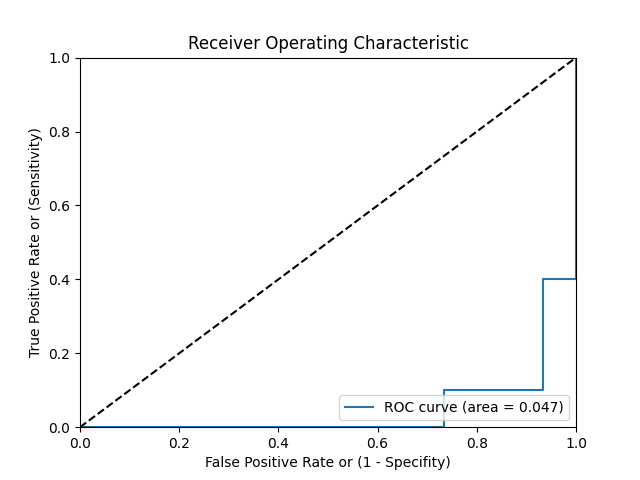 Receiver Operating Characteristic
True Positive Rate or (Sensitivity)
1.0
0.8
0.6
0.4
0.2
0.0
ROC curve (area = 0.047)
0.0 0.2 0.4 0.6 0.8 1.0
False Positive Rate or (1 - Specifity)